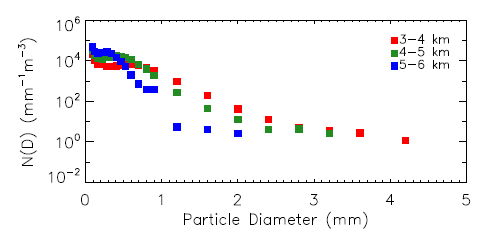 10^6
10^4
10^2
10^0
10^-2
N(D) (mm^-1 m^-3)
3-4 km
4-5 km
5-6 km
0 1 2 3 4 5
Particle Diameter (mm)